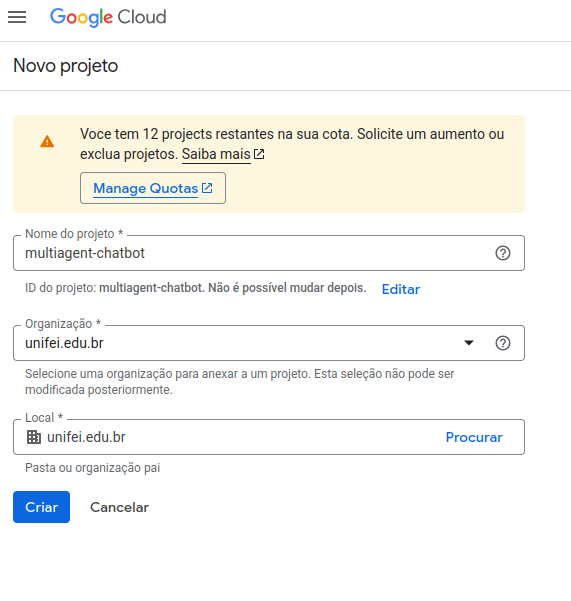 Google Cloud
Novo projeto
Voce tem 12 projects restantes na sua cota. Solicite um aumento ou
exclua projetos. Saiba mais
Manage Quotas
Nome do projeto *
multiagent-chatbot
ID do projeto: multiagent-chatbot. Não é possível mudar depois. Editar
Organização *
unifei.edu.br
Selecione uma organização para anexar a um projeto. Esta seleção não pode ser
modificada posteriormente.
Local *
unifei.edu.br Procurar
Pasta ou organização pai
Criar Cancelar